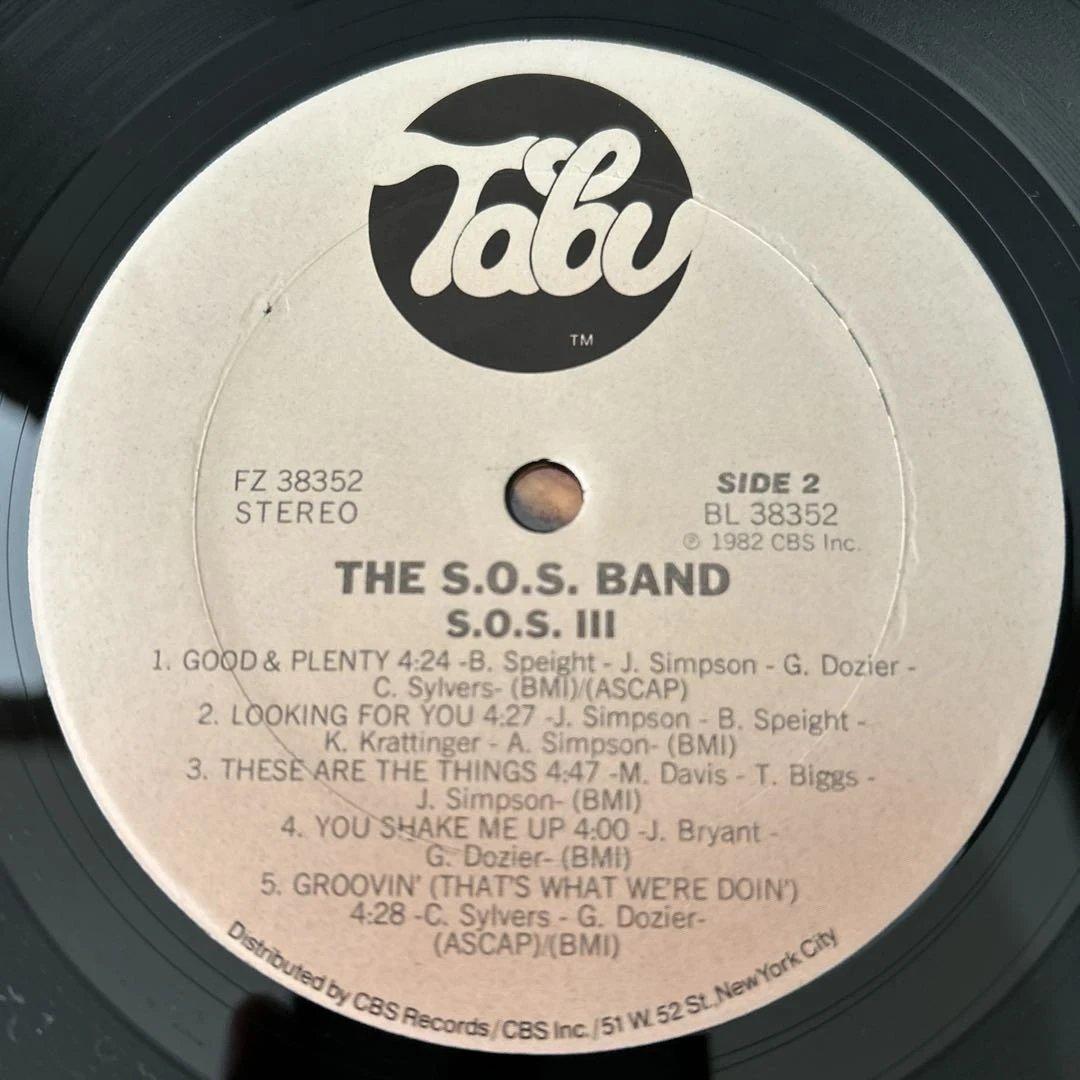 Tabu
TM
FZ 38352
STEREO
SIDE 2
BL 38352
℗ 1982 CBS Inc.
THE S.O.S. BAND
S.O.S. III
1. GOOD & PLENTY 4:24 -B. Speight - J. Simpson - G. Dozier -
C. Sylvers- (BMI)/(ASCAP)
2. LOOKING FOR YOU 4:27 -J. Simpson - B. Speight -
K. Krattinger - A. Simpson- (BMI)
3. THESE ARE THE THINGS 4:47 -M. Davis - T. Biggs -
J. Simpson- (BMI)
4. YOU SHAKE ME UP 4:00 -J. Bryant -
G. Dozier- (BMI)
5. GROOVIN' (THAT'S WHAT WE'RE DOIN')
4:28 -C. Sylvers - G. Dozier-
(ASCAP)/(BMI)
Distributed by CBS Records/CBS Inc./51 W. 52 St., New York City